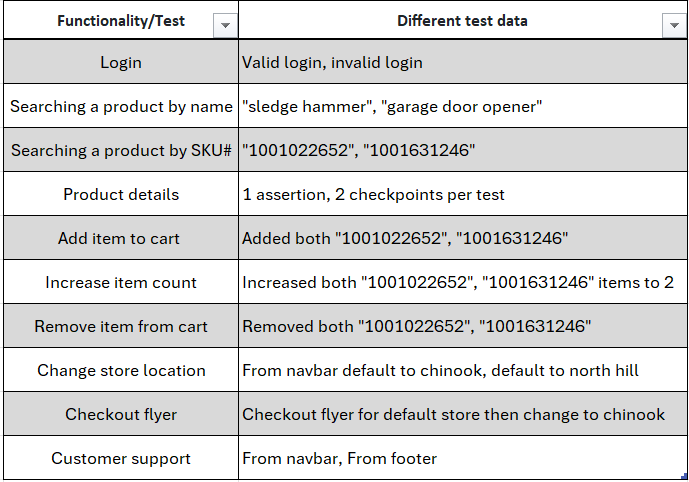 Functionality/Test Different test data
Login Valid login, invalid login
Searching a product by name "sledge hammer", "garage door opener"
Searching a product by SKU# "1001022652", "1001631246"
Product details 1 assertion, 2 checkpoints per test
Add item to cart Added both "1001022652", "1001631246"
Increase item count Increased both "1001022652", "1001631246" items to 2
Remove item from cart Removed both "1001022652", "1001631246"
Change store location From navbar default to chinook, default to north hill
Checkout flyer Checkout flyer for default store then change to chinook
Customer support From navbar, From footer